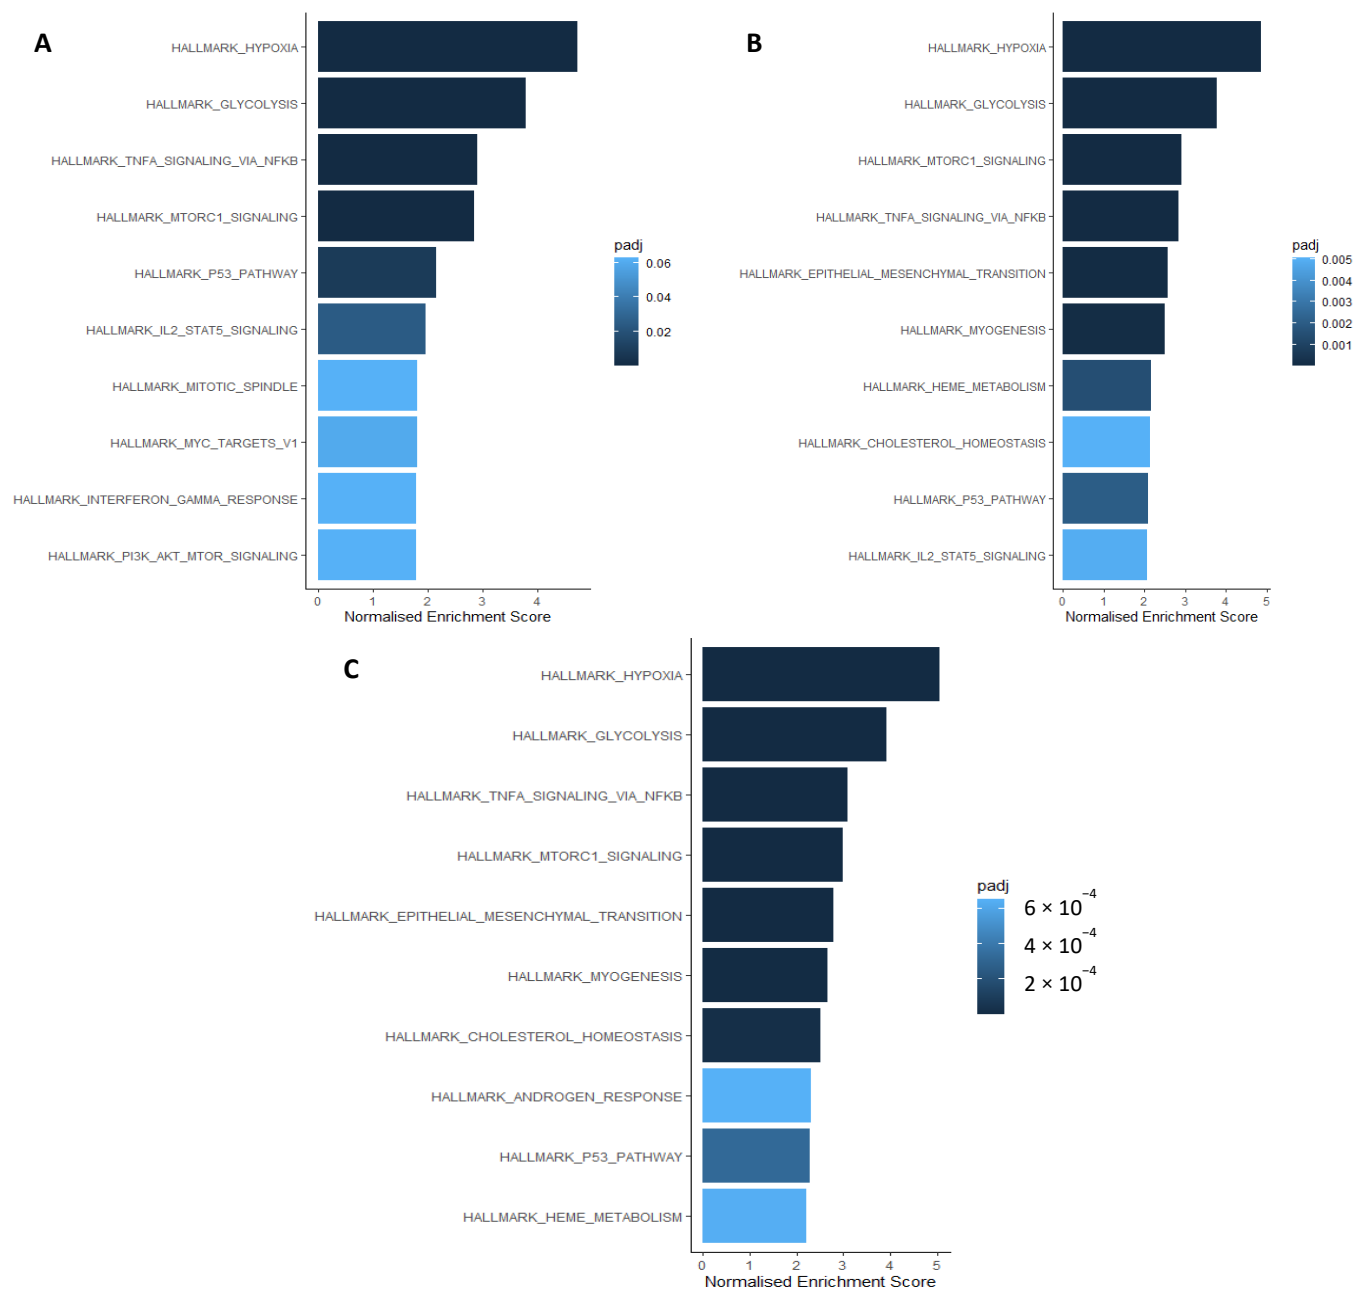 A
HALLMARK_HYPOXIA
HALLMARK_GLYCOLYSIS
HALLMARK_TNFA_SIGNALING_VIA_NFKB
HALLMARK_MTORC1_SIGNALING
HALLMARK_P53_PATHWAY
HALLMARK_IL2_STAT5_SIGNALING
HALLMARK_MITOTIC_SPINDLE
HALLMARK_MYC_TARGETS_V1
HALLMARK_INTERFERON_GAMMA_RESPONSE
HALLMARK_PI3K_AKT_MTOR_SIGNALING
0 1 2 3 4
Normalised Enrichment Score
padj
0.06
0.04
0.02
B
HALLMARK_HYPOXIA
HALLMARK_GLYCOLYSIS
HALLMARK_MTORC1_SIGNALING
HALLMARK_TNFA_SIGNALING_VIA_NFKB
HALLMARK_EPITHELIAL_MESENCHYMAL_TRANSITION
HALLMARK_MYOGENESIS
HALLMARK_HEME_METABOLISM
HALLMARK_CHOLESTEROL_HOMEOSTASIS
HALLMARK_P53_PATHWAY
HALLMARK_IL2_STAT5_SIGNALING
0 1 2 3 4 5
Normalised Enrichment Score
padj
0.005
0.004
0.003
0.002
0.001
C
HALLMARK_HYPOXIA
HALLMARK_GLYCOLYSIS
HALLMARK_TNFA_SIGNALING_VIA_NFKB
HALLMARK_MTORC1_SIGNALING
HALLMARK_EPITHELIAL_MESENCHYMAL_TRANSITION
HALLMARK_MYOGENESIS
HALLMARK_CHOLESTEROL_HOMEOSTASIS
HALLMARK_ANDROGEN_RESPONSE
HALLMARK_P53_PATHWAY
HALLMARK_HEME_METABOLISM
0 1 2 3 4 5
Normalised Enrichment Score
padj
6 × 10⁻⁴
4 × 10⁻⁴
2 × 10⁻⁴